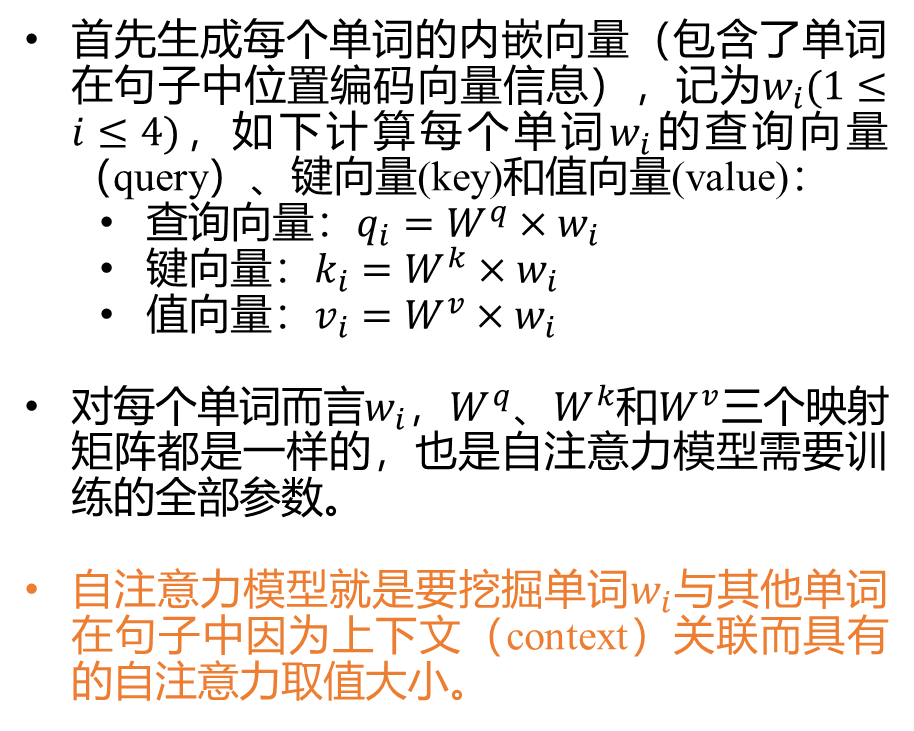 • 首先生成每个单词的内嵌向量（包含了单词
在句子中位置编码向量信息），记为wᵢ(1 ≤
i ≤ 4)，如下计算每个单词wᵢ的查询向量
（query）、键向量(key)和值向量(value)：
• 查询向量：qᵢ = W^q × wᵢ
• 键向量：kᵢ = W^k × wᵢ
• 值向量：vᵢ = W^v × wᵢ
• 对每个单词而言wᵢ，W^q、W^k和W^v三个映射
矩阵都是一样的，也是自注意力模型需要训
练的全部参数。
• 自注意力模型就是要挖掘单词wᵢ与其他单词
在句子中因为上下文（context）关联而具有
的自注意力取值大小。